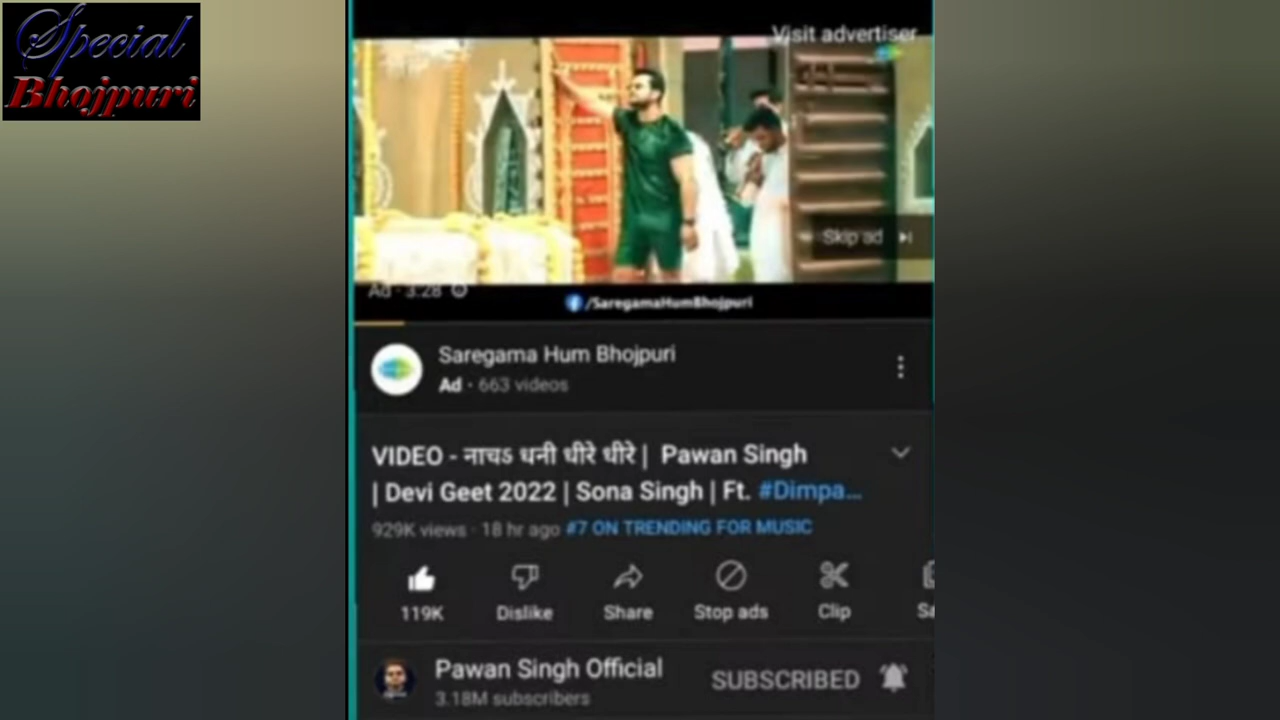 Special
Bhojpuri
Visit advertiser
Skip ad
Ad · 3:28
/SaregamaHumBhojpuri
Saregama Hum Bhojpuri
Ad · 663 videos
VIDEO - नाचऽ धनी धीरे धीरे | Pawan Singh
| Devi Geet 2022 | Sona Singh | Ft. #Dimpa...
929K views · 18 hr ago #7 ON TRENDING FOR MUSIC
119K Dislike Share Stop ads Clip Sa
Pawan Singh Official SUBSCRIBED
3.18M subscribers